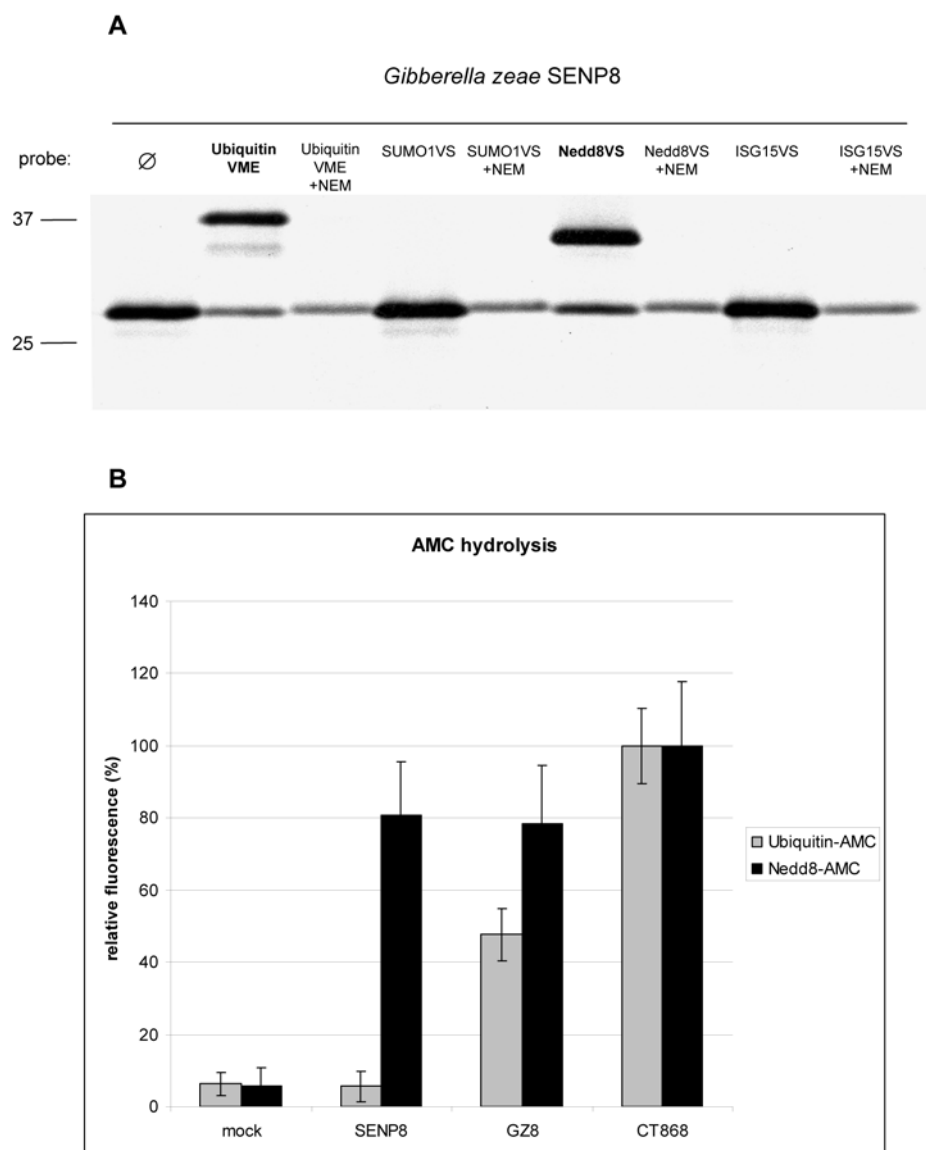 A
Gibberella zeae SENP8
probe:
∅
Ubiquitin
VME
Ubiquitin
VME
+NEM
SUMO1VS
SUMO1VS
+NEM
Nedd8VS
Nedd8VS
+NEM
ISG15VS
ISG15VS
+NEM
37
25
B
AMC hydrolysis
relative fluorescence (%)
140
120
100
80
60
40
20
0
mock
SENP8
GZ8
CT868
Ubiquitin-AMC
Nedd8-AMC